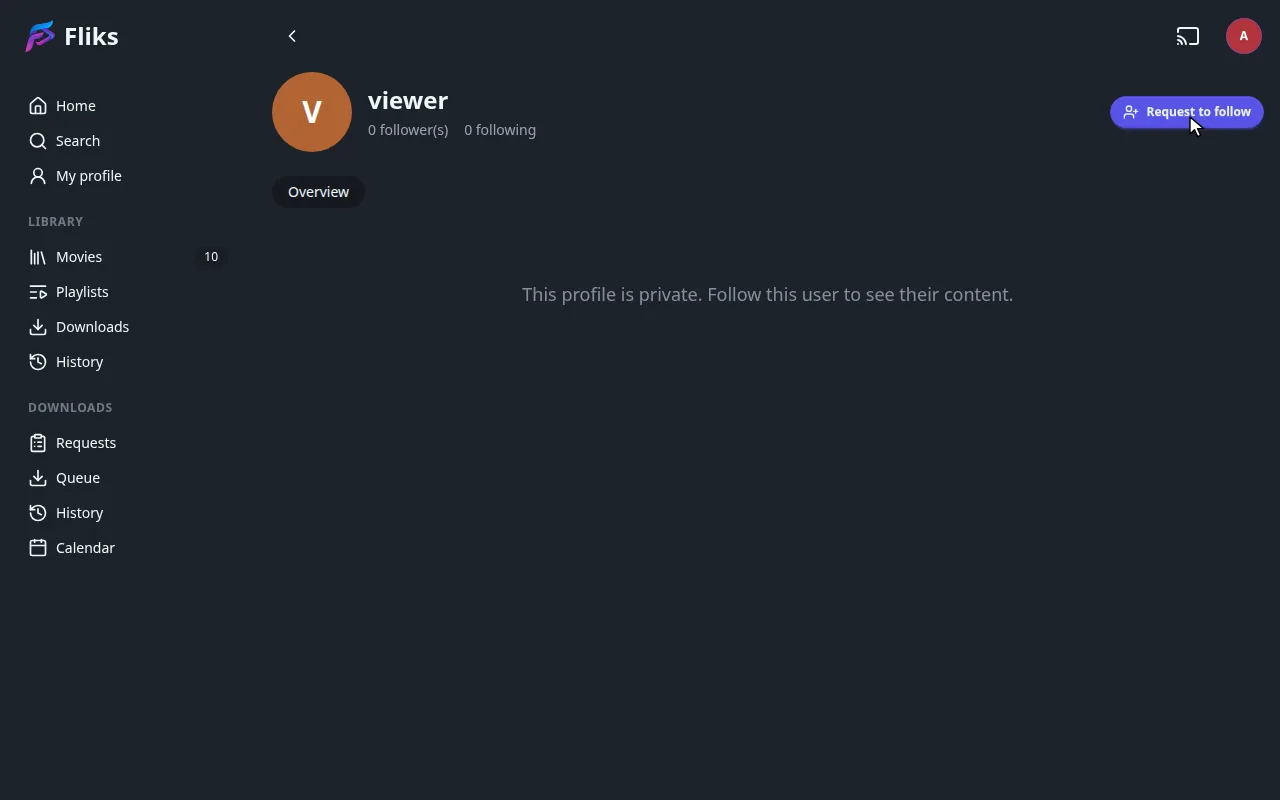 Fliks
A
Home
Search
My profile
LIBRARY
Movies 10
Playlists
Downloads
History
DOWNLOADS
Requests
Queue
History
Calendar
V
viewer
0 follower(s) 0 following
Request to follow
Overview
This profile is private. Follow this user to see their content.